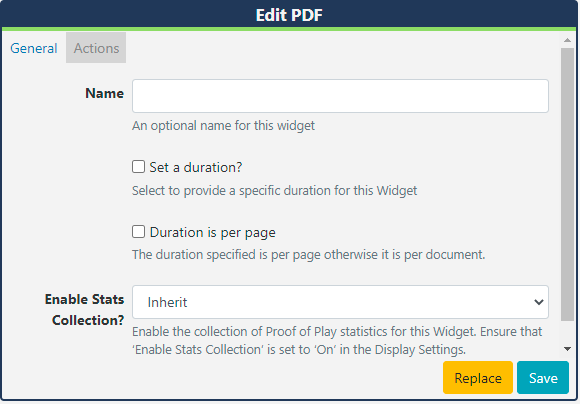 Edit PDF
General Actions
Name
An optional name for this widget
Set a duration?
Select to provide a specific duration for this Widget
Duration is per page
The duration specified is per page otherwise it is per document.
Enable Stats
Collection?
Inherit
Enable the collection of Proof of Play statistics for this Widget. Ensure that
‘Enable Stats Collection’ is set to ‘On’ in the Display Settings.
Replace Save